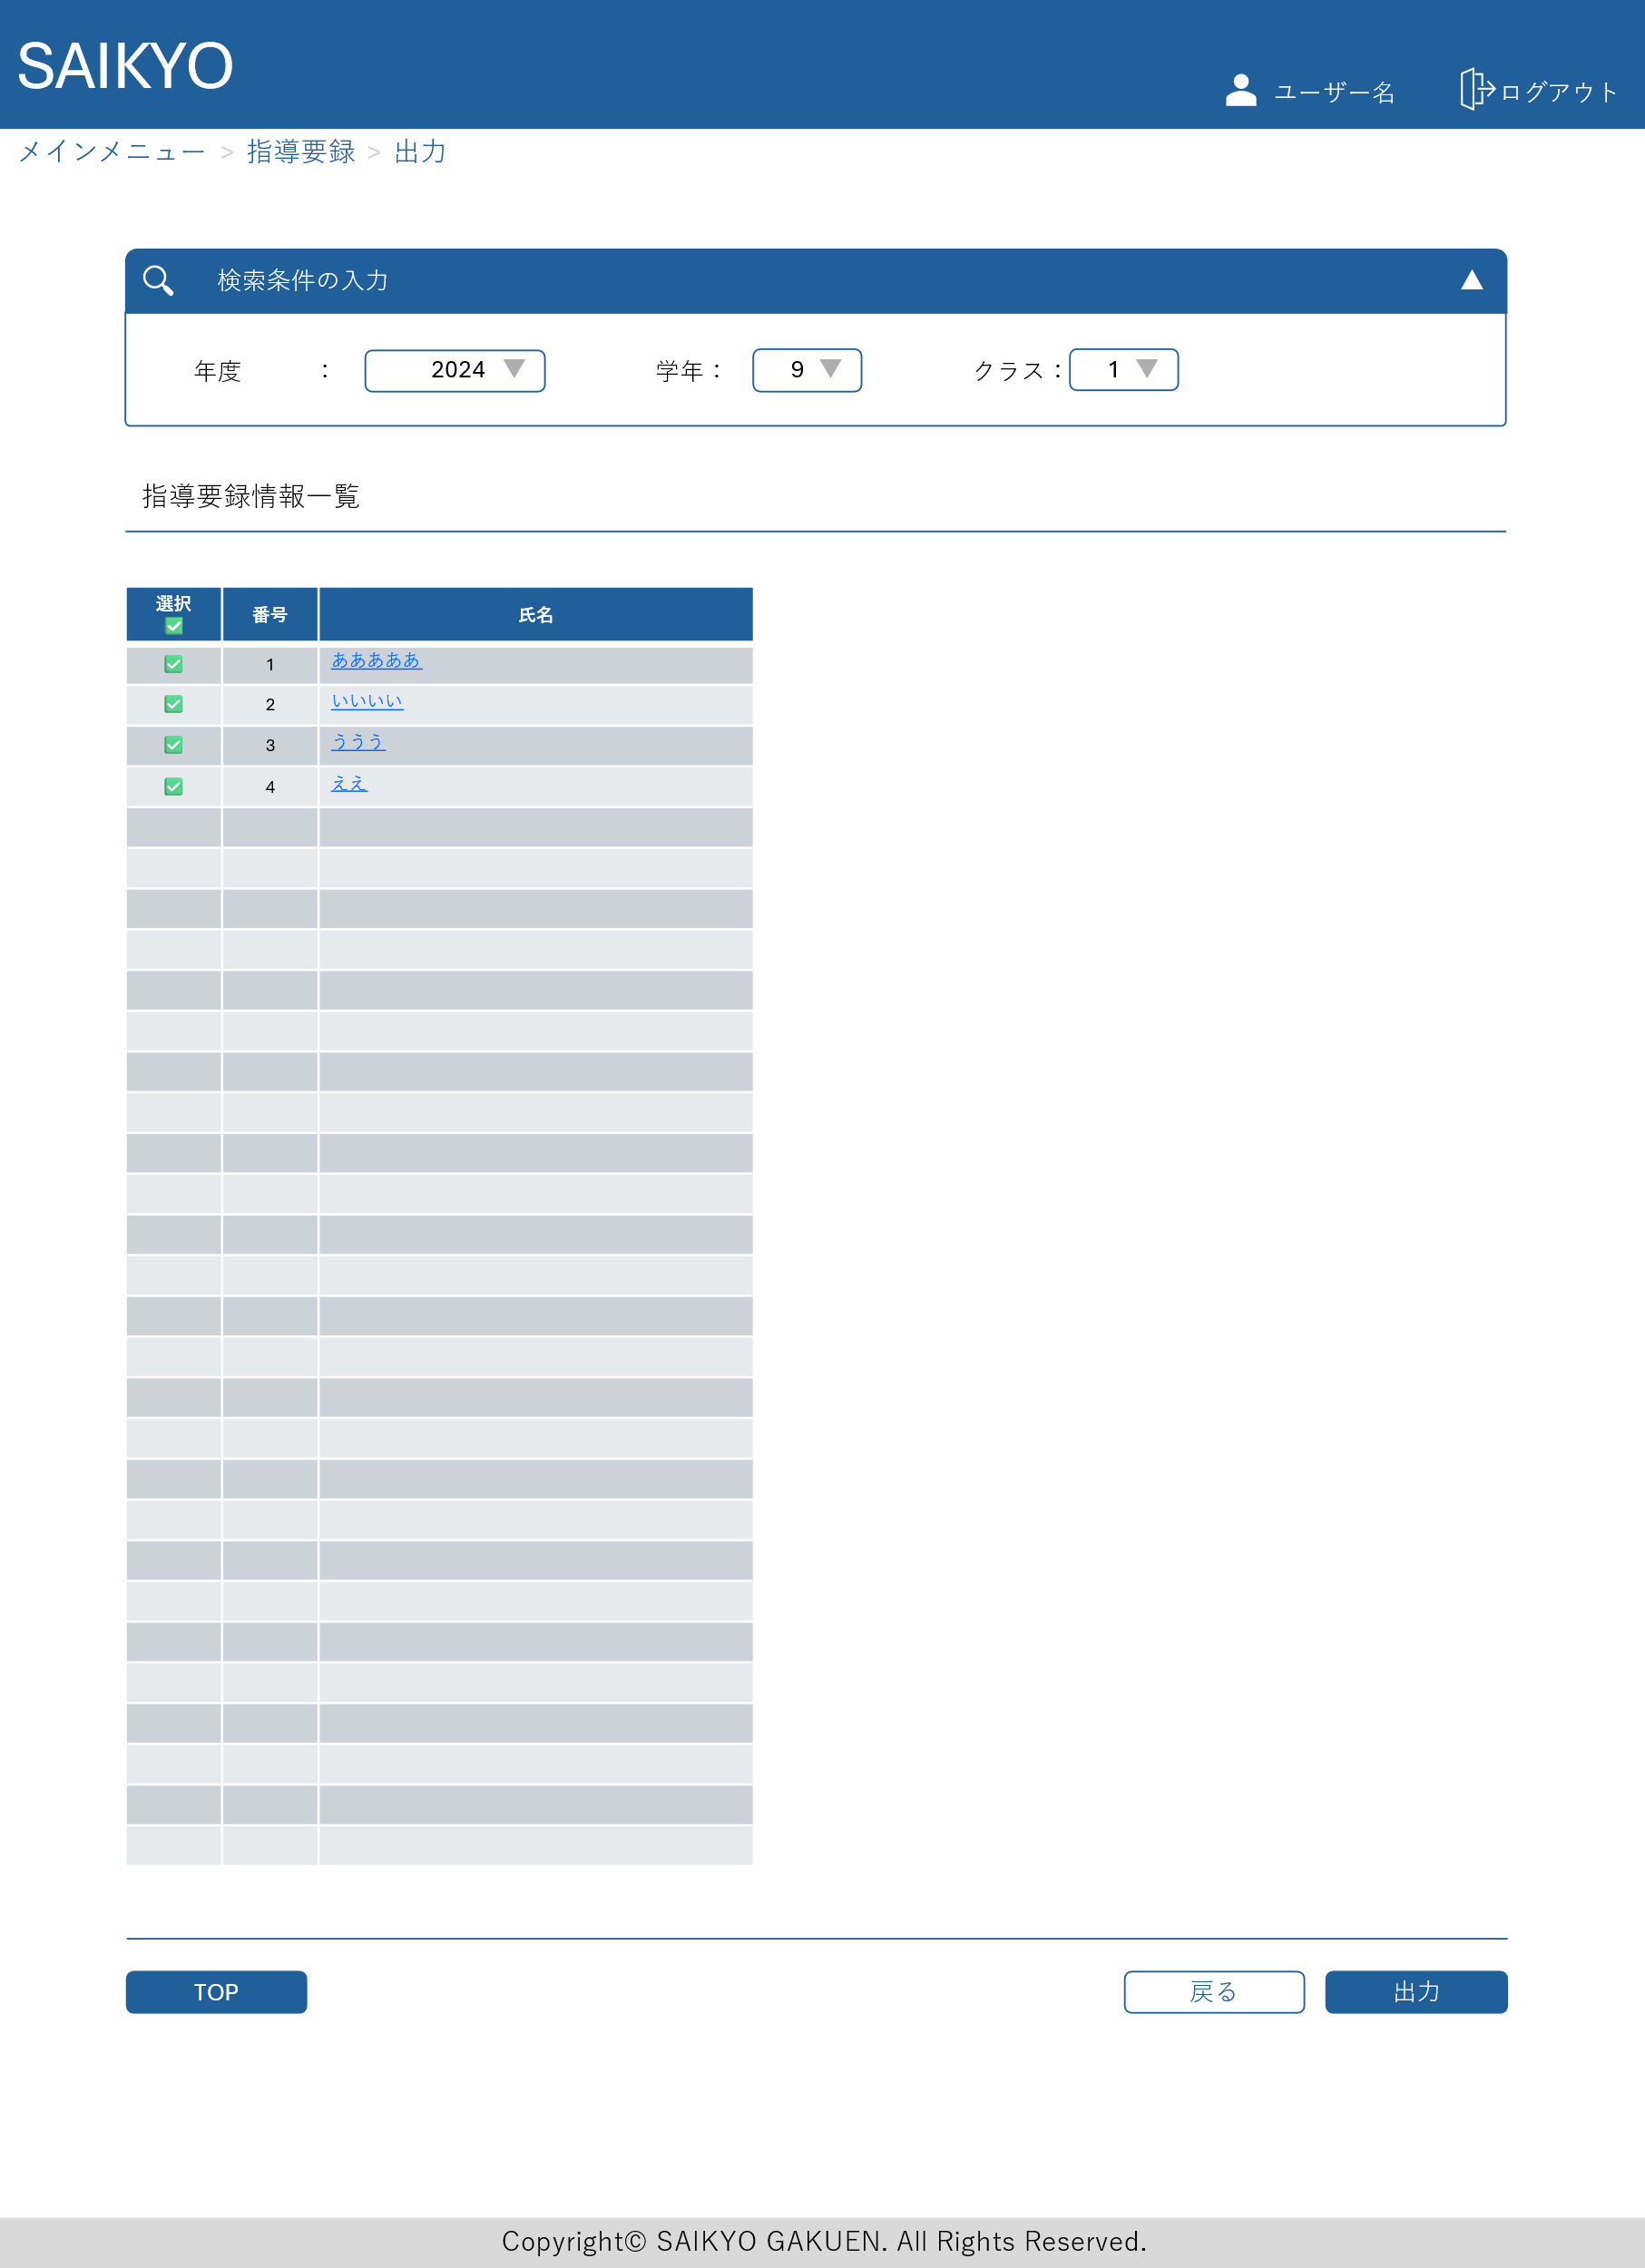 SAIKYO
ユーザー名 ログアウト
メインメニュー > 指導要録 > 出力
検索条件の入力 ▲
年度 : 2024 ▼ 学年： 9 ▼ クラス： 1 ▼
指導要録情報一覧
選択 番号 氏名
1 あああああ
2 いいいい
3 ううう
4 ええ
TOP 戻る 出力
Copyright© SAIKYO GAKUEN. All Rights Reserved.